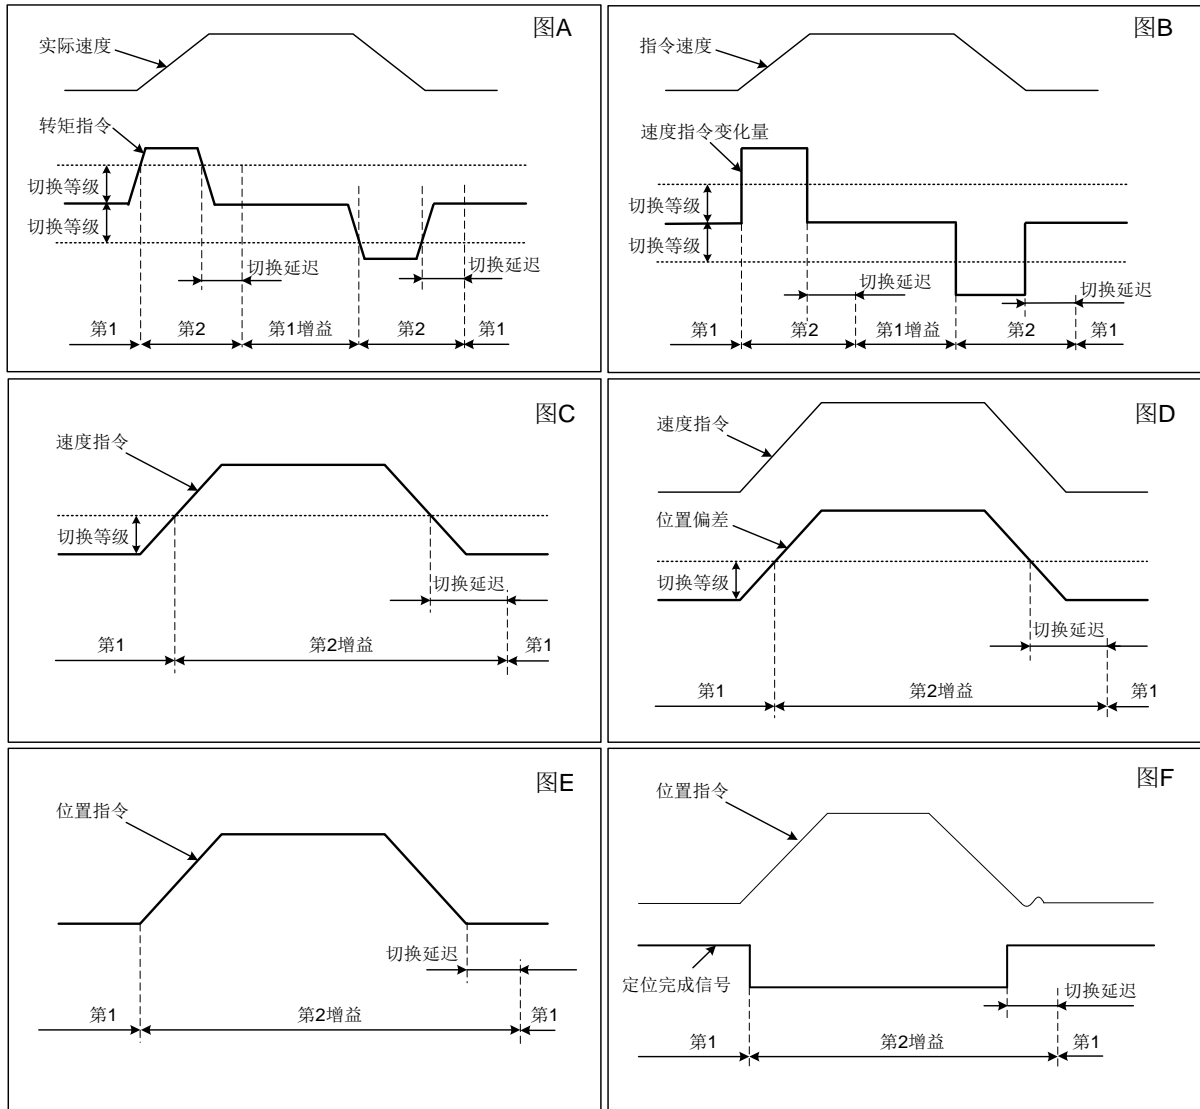 图A
实际速度
转矩指令
切换等级
切换等级
切换延迟
切换延迟
第1
第2
第1增益
第2
第1
图B
指令速度
速度指令变化量
切换等级
切换等级
切换延迟
切换延迟
第1
第2
第1增益
第2
第1
图C
速度指令
切换等级
切换延迟
第1
第2增益
第1
图D
速度指令
位置偏差
切换等级
切换延迟
第1
第2增益
第1
图E
位置指令
切换延迟
第1
第2增益
第1
图F
位置指令
定位完成信号
切换延迟
第1
第2增益
第1